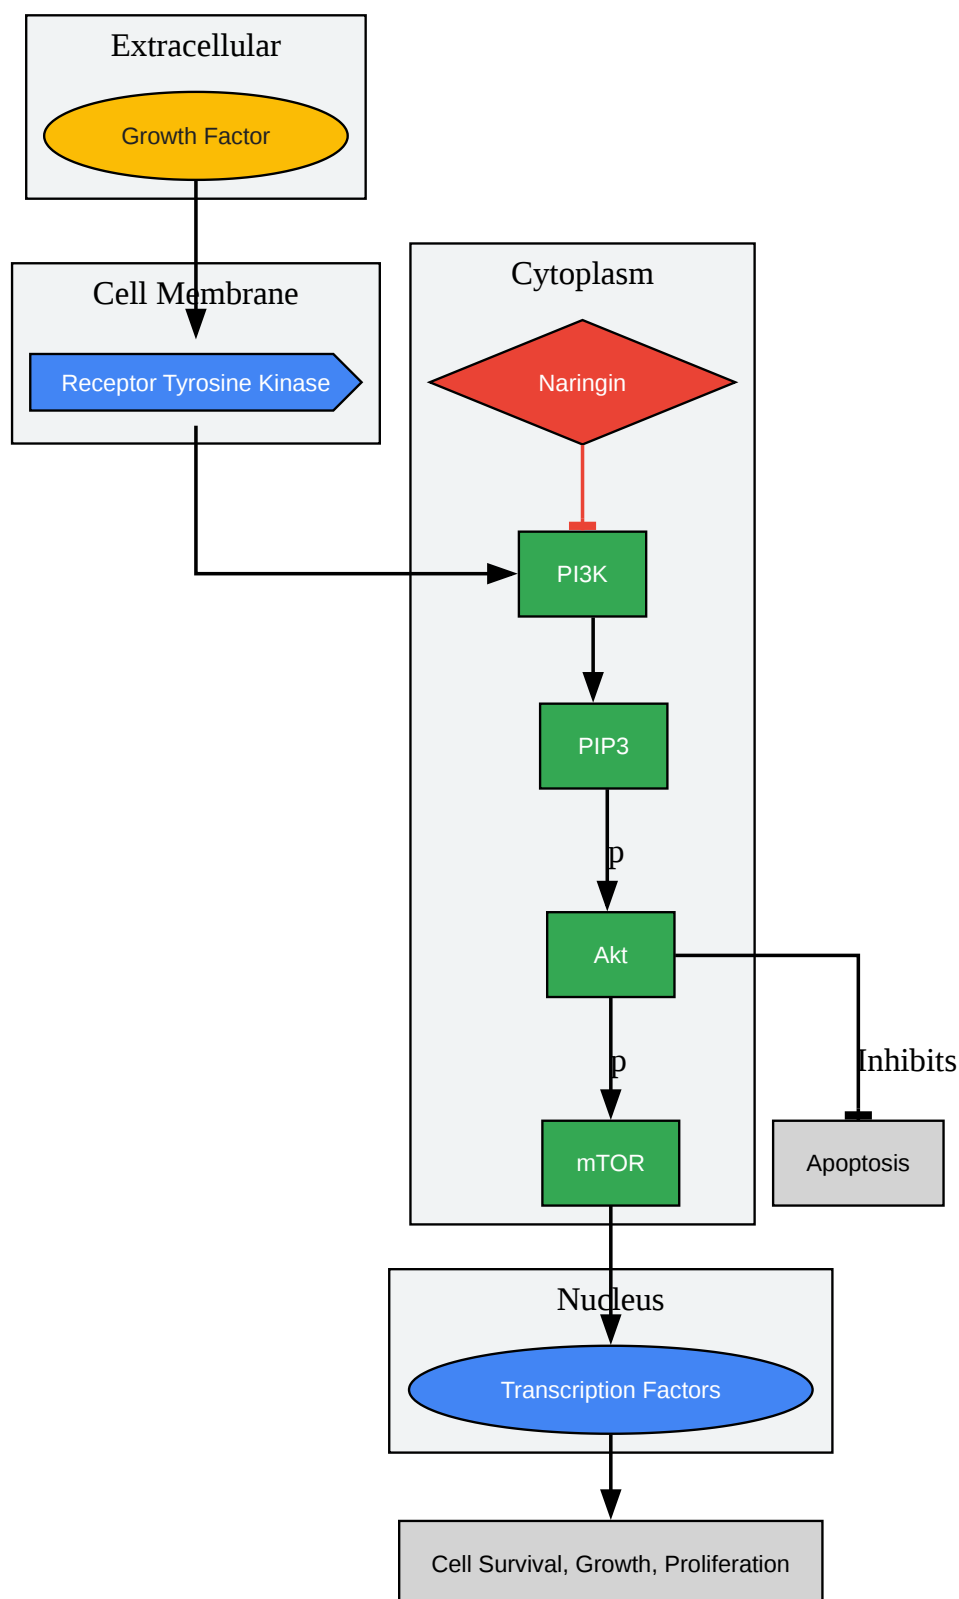 Extracellular
Growth Factor
Cell Membrane
Receptor Tyrosine Kinase
Cytoplasm
Naringin
PI3K
PIP3
p
Akt
p
Inhibits
mTOR
Apoptosis
Nucleus
Transcription Factors
Cell Survival, Growth, Proliferation